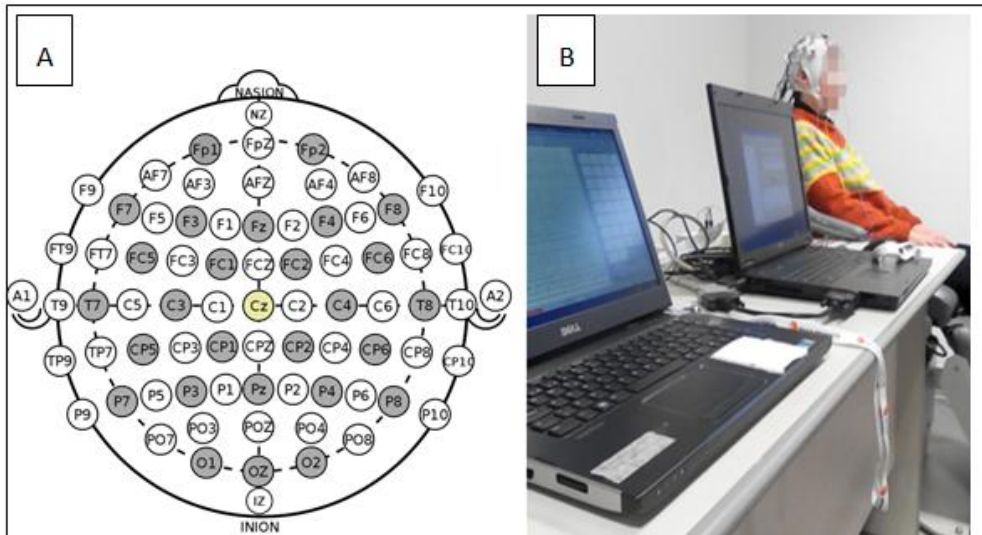 A
NASION
NZ
Fp1 FpZ Fp2
AF7 AF3 AFZ AF4 AF8
F9 F10
F7 F5 F3 F1 Fz F2 F4 F6 F8
FT9 FT7 FC5 FC3 FC1 FCZ FC2 FC4 FC6 FC8 FC10
A1 T9 T7 C5 C3 C1 Cz C2 C4 C6 T8 T10 A2
TP9 TP7 CP5 CP3 CP1 CPZ CP2 CP4 CP6 CP8 CP10
P7 P5 P3 P1 Pz P2 P4 P6 P8
P9 P10
PO7 PO3 POZ PO4 PO8
O1 OZ O2
IZ
INION
B
DELL